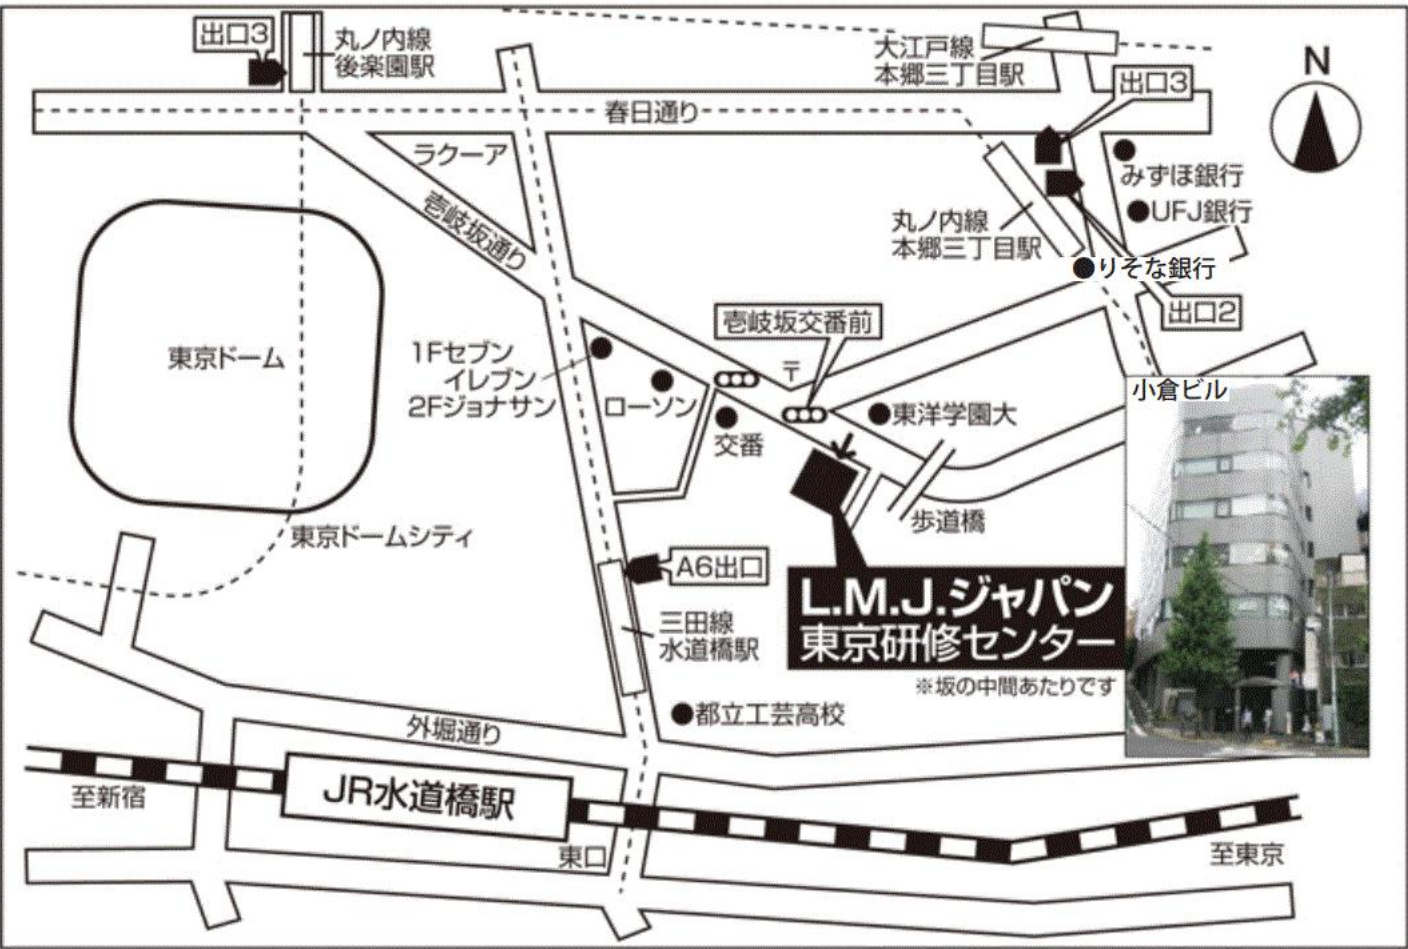 出口3
丸ノ内線
後楽園駅
大江戸線
本郷三丁目駅
N
出口3
春日通り
ラクーア
壱岐坂通り
みずほ銀行
UFJ銀行
丸ノ内線
本郷三丁目駅
りそな銀行
出口2
壱岐坂交番前
〒
東京ドーム
1Fセブン
イレブン
2Fジョナサン
ローソン
交番
東洋学園大
小倉ビル
歩道橋
東京ドームシティ
A6出口
L.M.J.ジャパン
東京研修センター
※坂の中間あたりです
三田線
水道橋駅
都立工芸高校
外堀通り
JR水道橋駅
至新宿
東口
至東京